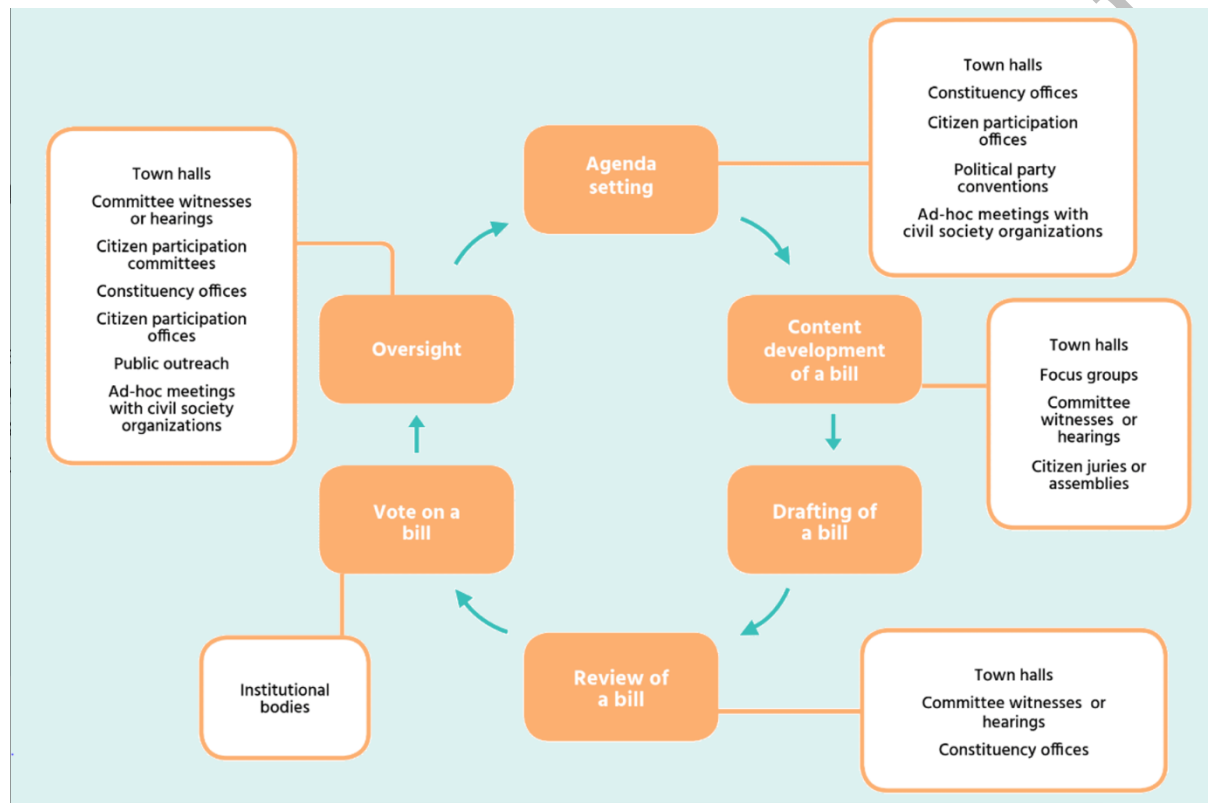 Agenda
setting
Town halls
Constituency offices
Citizen participation
offices
Political party
conventions
Ad-hoc meetings with
civil society organizations
Content
development
of a bill
Town halls
Focus groups
Committee
witnesses or
hearings
Citizen juries or
assemblies
Drafting of
a bill
Review of
a bill
Town halls
Committee witnesses or
hearings
Constituency offices
Vote on a
bill
Institutional
bodies
Oversight
Town halls
Committee witnesses
or hearings
Citizen participation
committees
Constituency offices
Citizen participation
offices
Public outreach
Ad-hoc meetings
with civil society
organizations